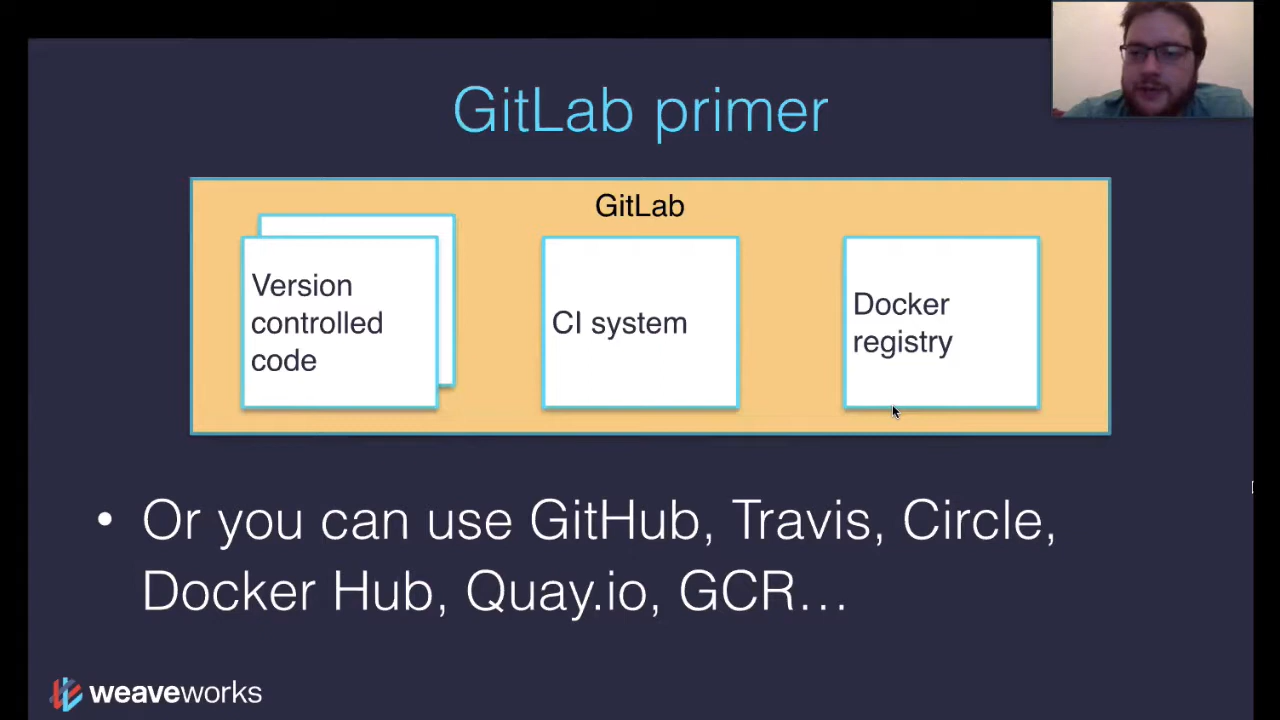 GitLab primer
GitLab
Version
controlled
code
CI system
Docker
registry
• Or you can use GitHub, Travis, Circle,
Docker Hub, Quay.io, GCR…
weaveworks